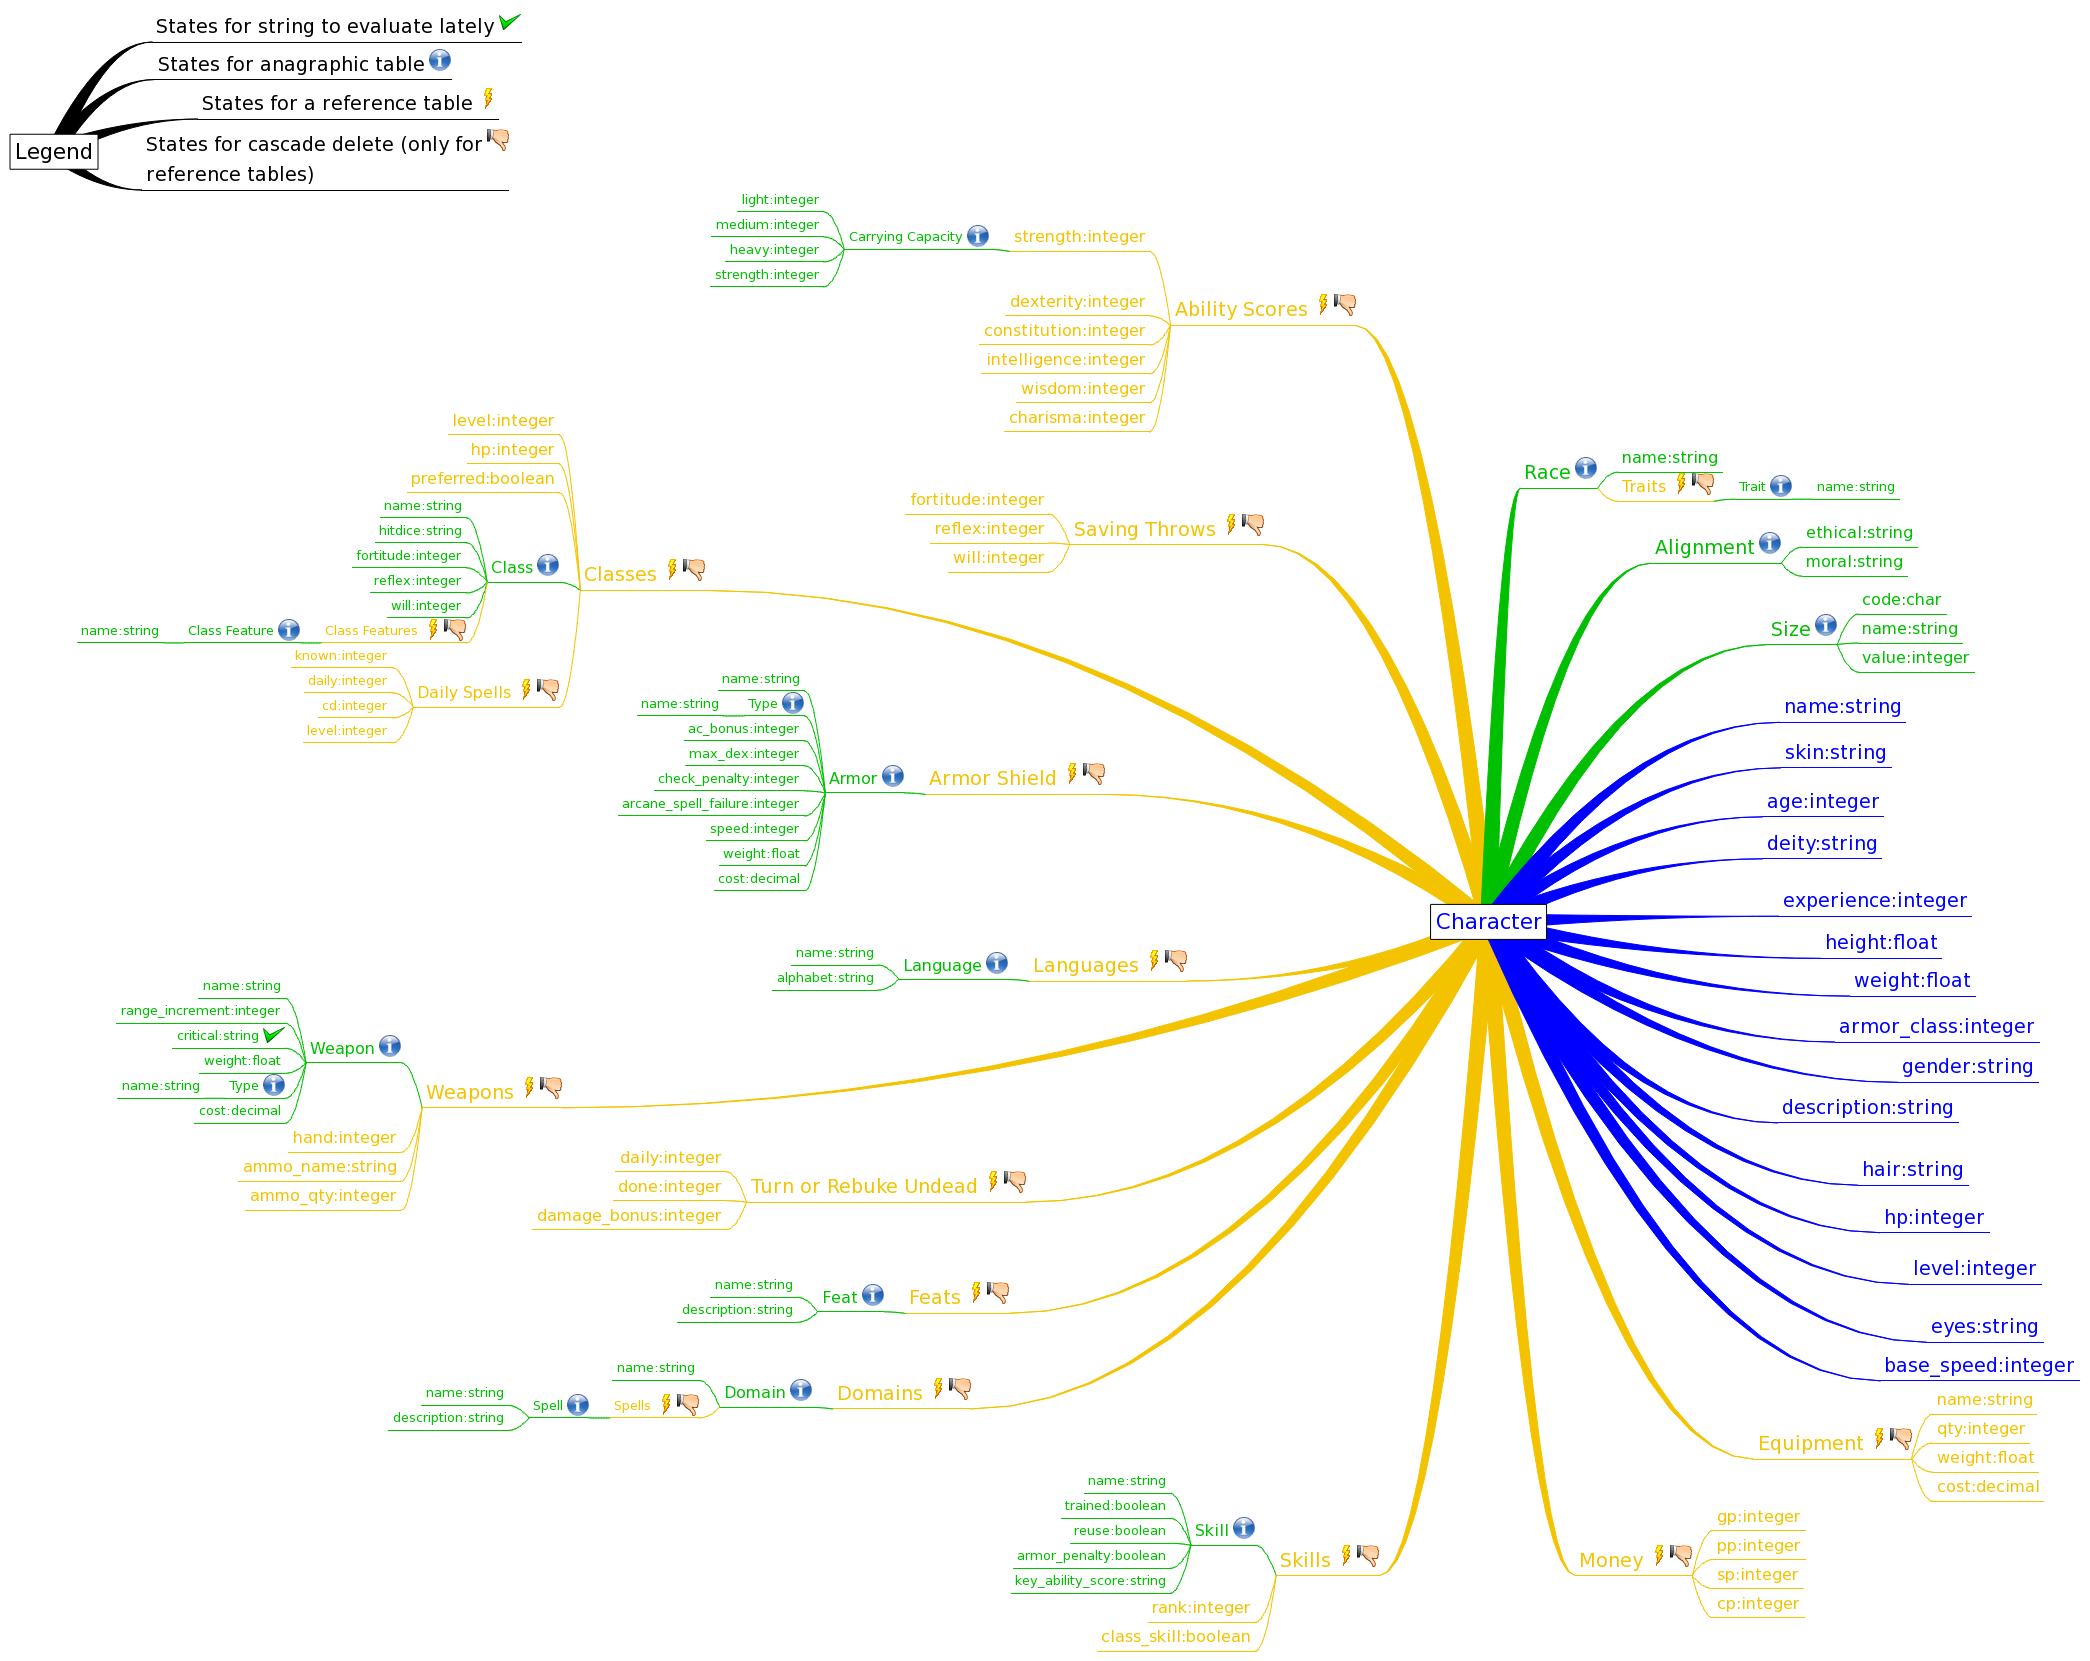 States for string to evaluate lately
States for anagraphic table
States for a reference table
States for cascade delete (only for
reference tables)
Legend
light:integer
medium:integer
heavy:integer
strength:integer
Carrying Capacity
strength:integer
dexterity:integer
constitution:integer
intelligence:integer
wisdom:integer
charisma:integer
Ability Scores
fortitude:integer
reflex:integer
will:integer
Saving Throws
level:integer
hp:integer
preferred:boolean
name:string
hitdice:string
fortitude:integer
reflex:integer
will:integer
name:string
Class Feature
Class Features
Class
known:integer
daily:integer
cd:integer
level:integer
Daily Spells
Classes
name:string
name:string
Type
ac_bonus:integer
max_dex:integer
check_penalty:integer
arcane_spell_failure:integer
speed:integer
weight:float
cost:decimal
Armor
Armor Shield
name:string
alphabet:string
Language
Languages
name:string
range_increment:integer
critical:string
weight:float
name:string
Type
cost:decimal
Weapon
hand:integer
ammo_name:string
ammo_qty:integer
Weapons
daily:integer
done:integer
damage_bonus:integer
Turn or Rebuke Undead
name:string
description:string
Feat
Feats
name:string
name:string
description:string
Spell
Spells
Domain
Domains
name:string
trained:boolean
reuse:boolean
armor_penalty:boolean
key_ability_score:string
Skill
rank:integer
class_skill:boolean
Skills
Character
Race
name:string
Traits
Trait
name:string
Alignment
ethical:string
moral:string
Size
code:char
name:string
value:integer
name:string
skin:string
age:integer
deity:string
experience:integer
height:float
weight:float
armor_class:integer
gender:string
description:string
hair:string
hp:integer
level:integer
eyes:string
base_speed:integer
Equipment
name:string
qty:integer
weight:float
cost:decimal
Money
gp:integer
pp:integer
sp:integer
cp:integer